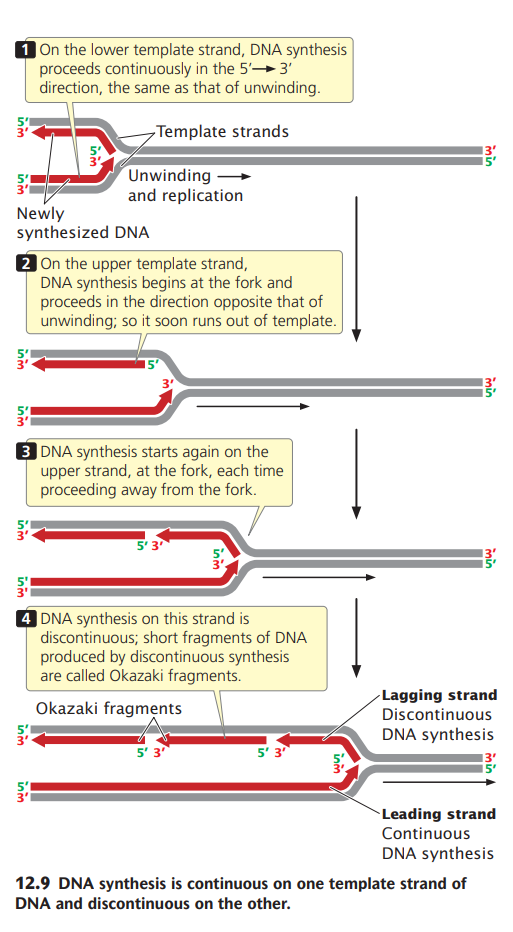 1 On the lower template strand, DNA synthesis
proceeds continuously in the 5′→ 3′
direction, the same as that of unwinding.
5′
3′
Template strands
5′
3′
3′
5′
5′
3′
Unwinding →
and replication
Newly
synthesized DNA
2 On the upper template strand,
DNA synthesis begins at the fork and
proceeds in the direction opposite that of
unwinding; so it soon runs out of template.
5′
3′
5′
3′
3′
5′
5′
3′
3 DNA synthesis starts again on the
upper strand, at the fork, each time
proceeding away from the fork.
5′
3′
5′ 3′
5′
3′
3′
5′
5′
3′
4 DNA synthesis on this strand is
discontinuous; short fragments of DNA
produced by discontinuous synthesis
are called Okazaki fragments.
Okazaki fragments
Lagging strand
Discontinuous
DNA synthesis
5′
3′
5′ 3′
5′ 3′
5′
3′
3′
5′
5′
3′
Leading strand
Continuous
DNA synthesis
12.9 DNA synthesis is continuous on one template strand of
DNA and discontinuous on the other.